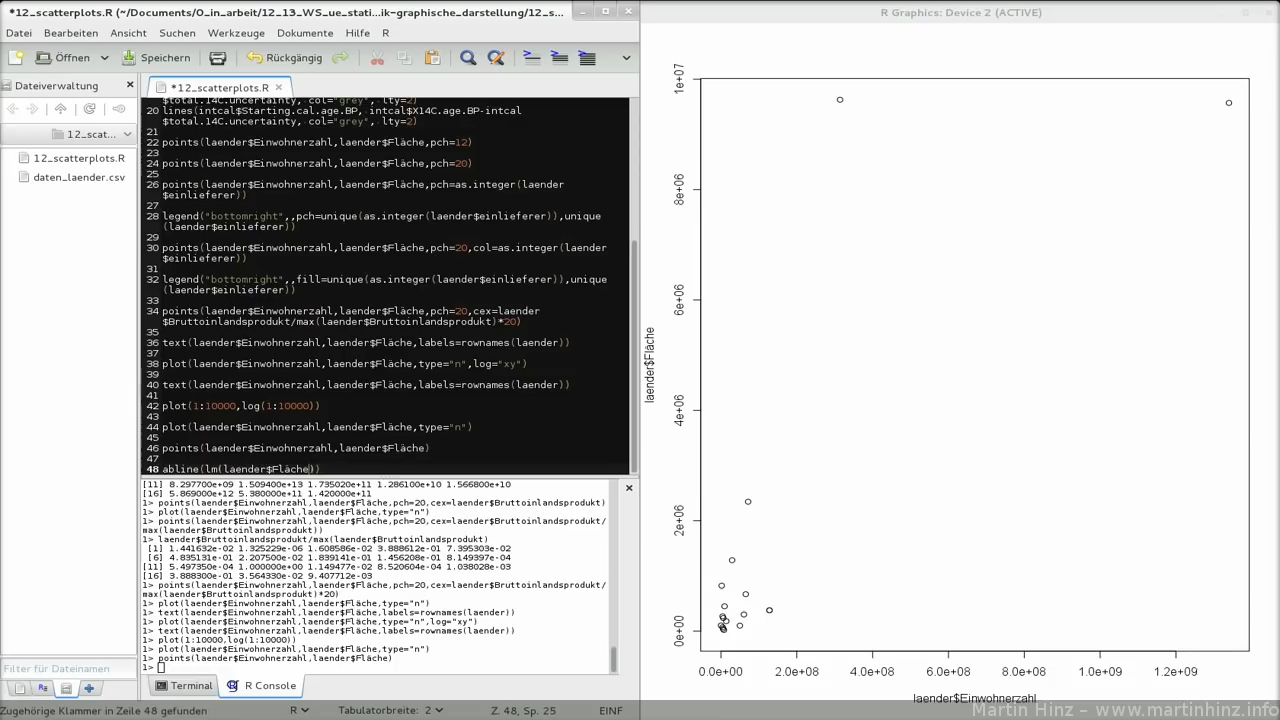 *12_scatterplots.R (~/Documents/O_in_arbeit/12_13_WS_ue_stati...ik-graphische_darstellung/12_s...
R Graphics: Device 2 (ACTIVE)
Datei Bearbeiten Ansicht Suchen Werkzeuge Dokumente Hilfe R
Öffnen Speichern Rückgängig
Dateiverwaltung
*12_scatterplots.R
12_scat...
12_scatterplots.R
daten_laender.csv
$total.14C.uncertainty, col="grey", lty=2)
20 lines(intcal$Starting.cal.age.BP, intcal$X14C.age.BP-intcal
$total.14C.uncertainty, col="grey", lty=2)
21
22 points(laender$Einwohnerzahl,laender$Fläche,pch=12)
23
24 points(laender$Einwohnerzahl,laender$Fläche,pch=20)
25
26 points(laender$Einwohnerzahl,laender$Fläche,pch=as.integer(laender
$einlieferer))
27
28 legend("bottomright",,pch=unique(as.integer(laender$einlieferer)),unique
(laender$einlieferer))
29
30 points(laender$Einwohnerzahl,laender$Fläche,pch=20,col=as.integer(laender
$einlieferer))
31
32 legend("bottomright",,fill=unique(as.integer(laender$einlieferer)),unique
(laender$einlieferer))
33
34 points(laender$Einwohnerzahl,laender$Fläche,pch=20,cex=laender
$Bruttoinlandsprodukt/max(laender$Bruttoinlandsprodukt)*20)
35
36 text(laender$Einwohnerzahl,laender$Fläche,labels=rownames(laender))
37
38 plot(laender$Einwohnerzahl,laender$Fläche,type="n",log="xy")
39
40 text(laender$Einwohnerzahl,laender$Fläche,labels=rownames(laender))
41
42 plot(1:10000,log(1:10000))
43
44 plot(laender$Einwohnerzahl,laender$Fläche,type="n")
45
46 points(laender$Einwohnerzahl,laender$Fläche)
47
48 abline(lm(laender$Fläche))
[11] 8.297700e+09 1.509400e+13 1.735020e+11 1.286100e+10 1.566800e+10
[16] 5.869000e+12 5.380000e+11 1.420000e+11
1> points(laender$Einwohnerzahl,laender$Fläche,pch=20,cex=laender$Bruttoinlandsprodukt)
1> plot(laender$Einwohnerzahl,laender$Fläche,type="n")
1> points(laender$Einwohnerzahl,laender$Fläche,pch=20,cex=laender$Bruttoinlandsprodukt/
max(laender$Bruttoinlandsprodukt))
1> laender$Bruttoinlandsprodukt/max(laender$Bruttoinlandsprodukt)
[1] 1.441632e-02 1.325229e-06 1.608586e-02 3.888612e-01 7.395303e-02
[6] 4.835131e-01 2.207500e-02 1.839141e-01 1.456208e-01 8.149397e-04
[11] 5.497350e-04 1.000000e+00 1.149477e-02 8.520604e-04 1.038028e-03
[16] 3.888300e-01 3.564330e-02 9.407712e-03
1> points(laender$Einwohnerzahl,laender$Fläche,pch=20,cex=laender$Bruttoinlandsprodukt/
max(laender$Bruttoinlandsprodukt)*20)
1> plot(laender$Einwohnerzahl,laender$Fläche,type="n")
1> text(laender$Einwohnerzahl,laender$Fläche,labels=rownames(laender))
1> plot(laender$Einwohnerzahl,laender$Fläche,type="n",log="xy")
1> text(laender$Einwohnerzahl,laender$Fläche,labels=rownames(laender))
1> plot(1:10000,log(1:10000))
1> plot(laender$Einwohnerzahl,laender$Fläche,type="n")
1> points(laender$Einwohnerzahl,laender$Fläche)
1>
Filter für Dateinamen
Terminal R Console
Zugehörige Klammer in Zeile 48 gefunden R Tabulatorbreite: 2 Z. 48, Sp. 25 EINF
1e+07
8e+06
6e+06
4e+06
2e+06
0e+00
laender$Fläche
0.0e+00 2.0e+08 4.0e+08 6.0e+08 8.0e+08 1.0e+09 1.2e+09
laender$Einwohnerzahl
Martin Hinz - www.martinhinz.info